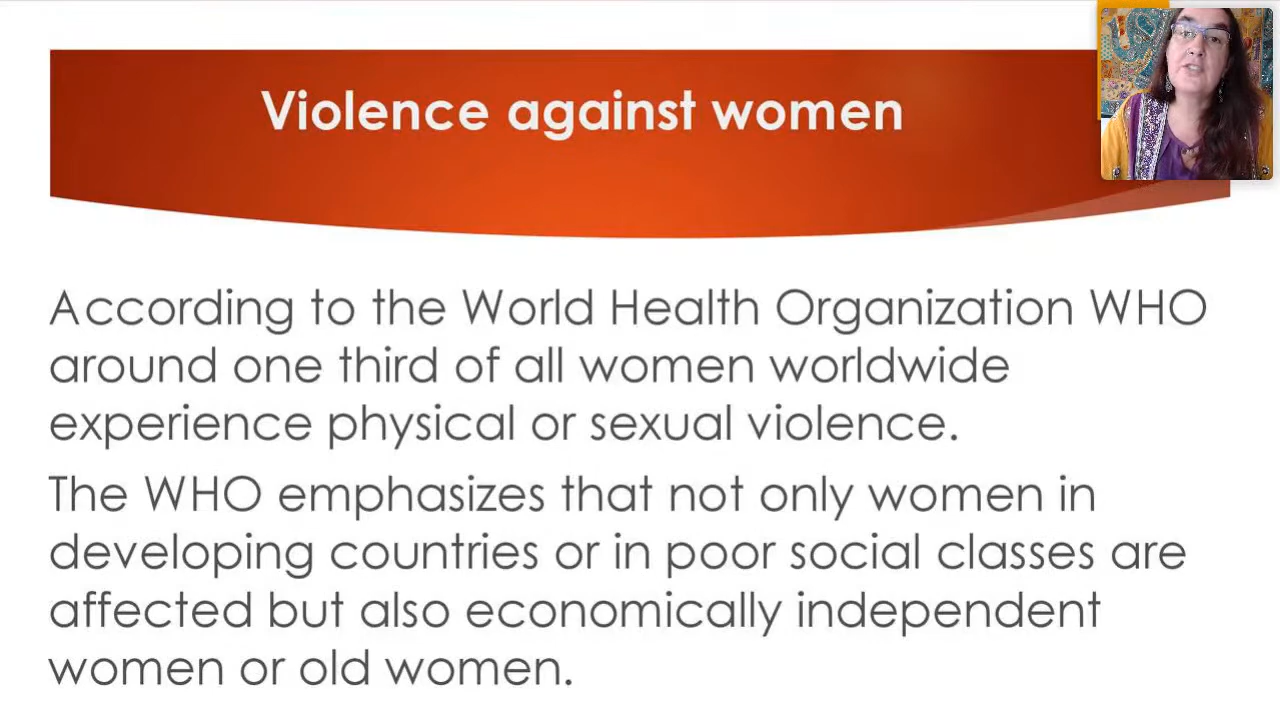 Violence against women
According to the World Health Organization WHO
around one third of all women worldwide
experience physical or sexual violence.
The WHO emphasizes that not only women in
developing countries or in poor social classes are
affected but also economically independent
women or old women.